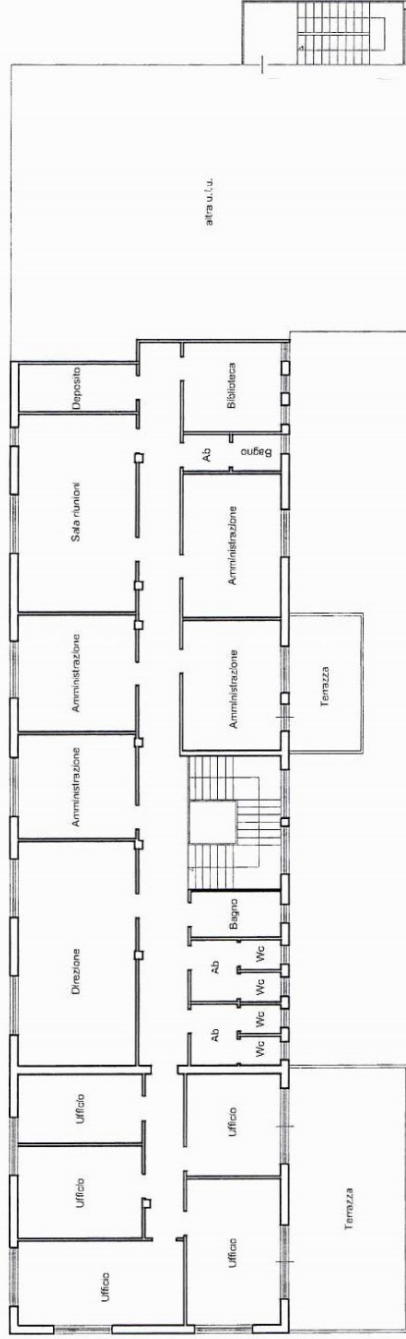 altra u.i.u.
Deposito
Biblioteca
Sala riunioni
Ab
Bagno
Amministrazione
Amministrazione
Amministrazione
Amministrazione
Terrazza
Direzione
Bagno
Ab
Wc
Wc
Ab
Wc
Wc
Ufficio
Ufficio
Ufficio
Ufficio
Ufficio
Terrazza